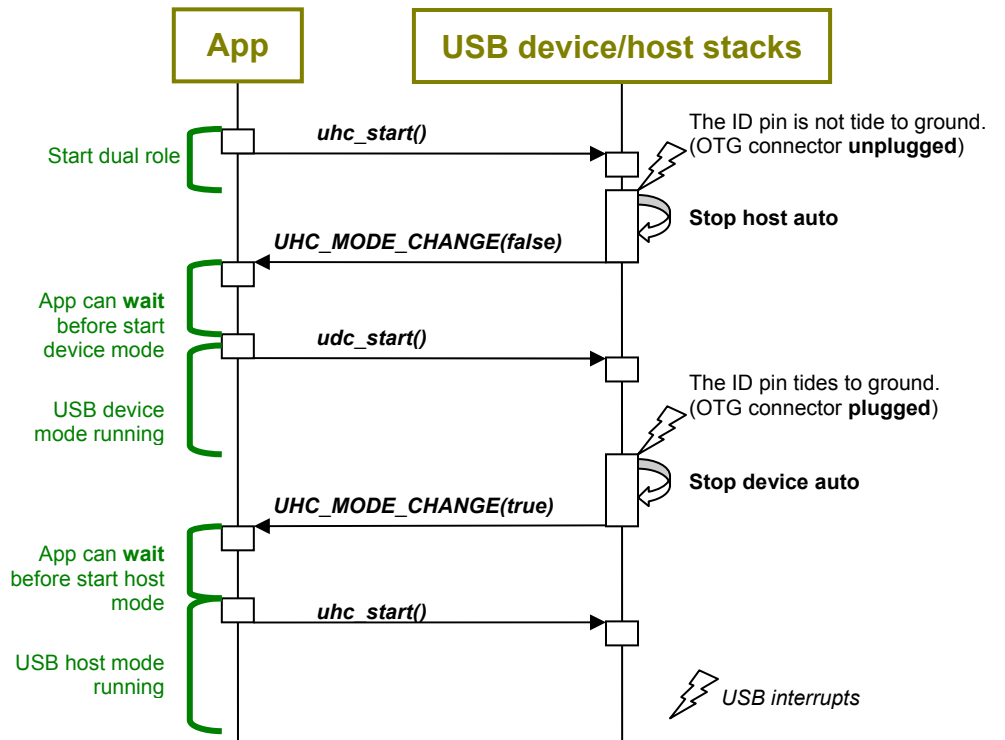 App
USB device/host stacks
uhc_start()
The ID pin is not tide to ground.
(OTG connector unplugged)
Start dual role
Stop host auto
UHC_MODE_CHANGE(false)
App can wait
before start
device mode
udc_start()
The ID pin tides to ground.
(OTG connector plugged)
USB device
mode running
Stop device auto
UHC_MODE_CHANGE(true)
App can wait
before start host
mode
uhc_start()
USB host mode
running
USB interrupts